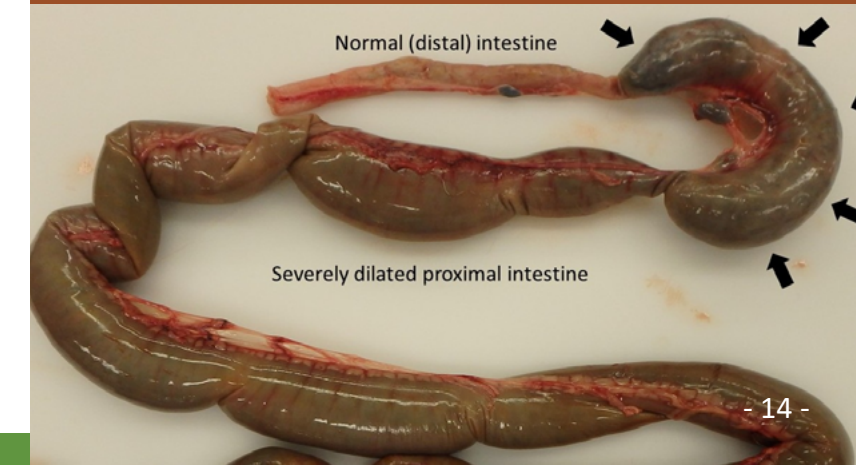 Normal (distal) intestine
Severely dilated proximal intestine
- 14 -